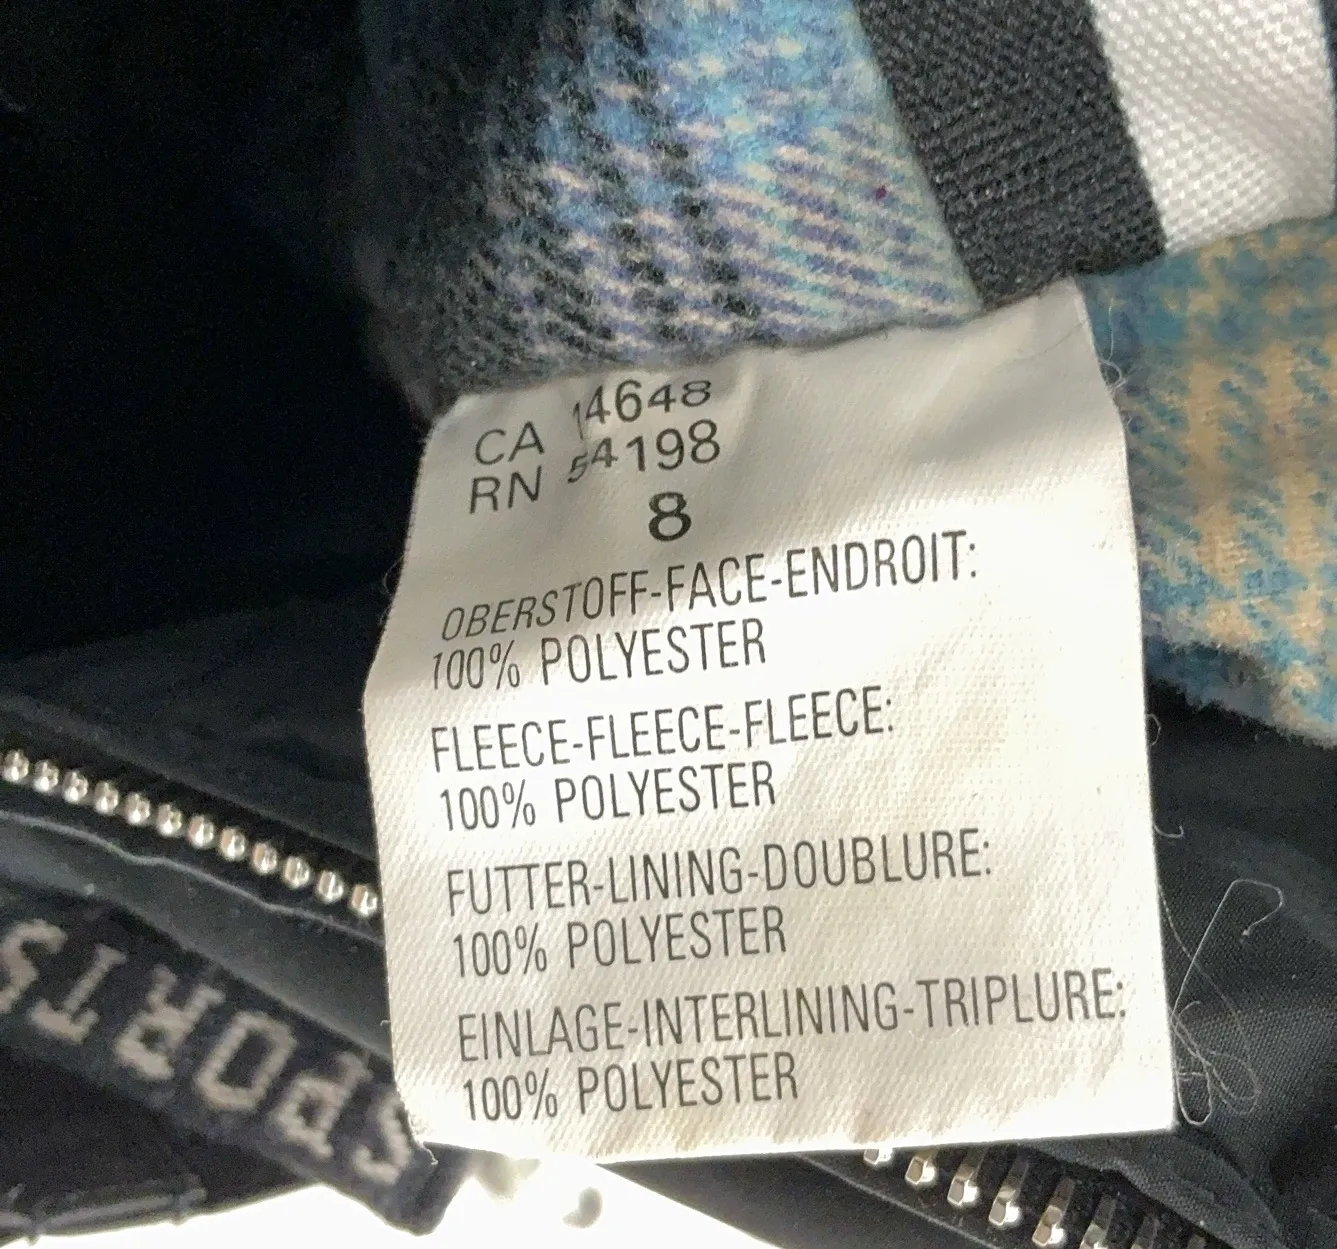 CA 14648
RN 54198
8
OBERSTOFF-FACE-ENDROIT:
100% POLYESTER
FLEECE-FLEECE-FLEECE:
100% POLYESTER
FUTTER-LINING-DOUBLURE:
100% POLYESTER
EINLAGE-INTERLINING-TRIPLURE:
100% POLYESTER
SPORTS